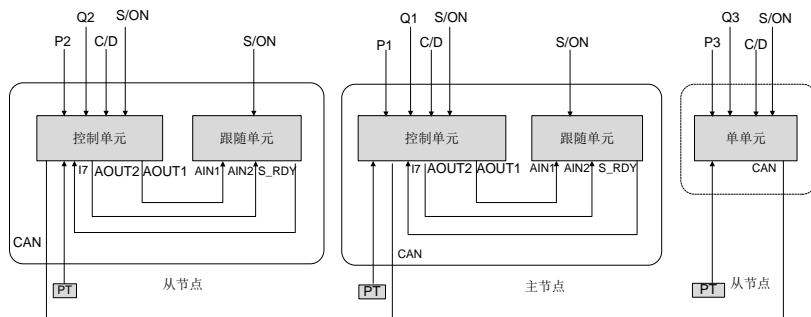 P2
Q2
C/D
S/ON
S/ON
控制单元
跟随单元
I7
AOUT2
AOUT1
AIN1
AIN2
S_RDY
CAN
PT
从节点
P1
Q1
C/D
S/ON
S/ON
控制单元
跟随单元
I7
AOUT2
AOUT1
AIN1
AIN2
S_RDY
CAN
PT
主节点
P3
Q3
C/D
S/ON
单单元
CAN
PT
从节点